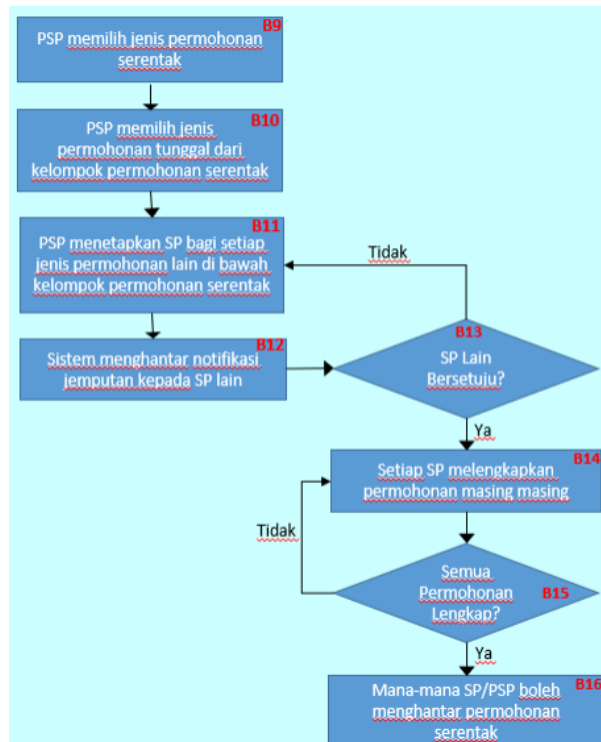 B9
PSP memilih jenis permohonan
serentak
B10
PSP memilih jenis
permohonan tunggal dari
kelompok permohonan serentak
B11
PSP menetapkan SP bagi setiap
jenis permohonan lain di bawah
kelompok permohonan serentak
Tidak
B12
Sistem menghantar notifikasi
jemputan kepada SP lain
B13
SP Lain
Bersetuju?
Ya
B14
Setiap SP melengkapkan
permohonan masing masing
Tidak
Semua
Permohonan
Lengkap?
B15
Ya
B16
Mana-mana SP/PSP boleh
menghantar permohonan
serentak